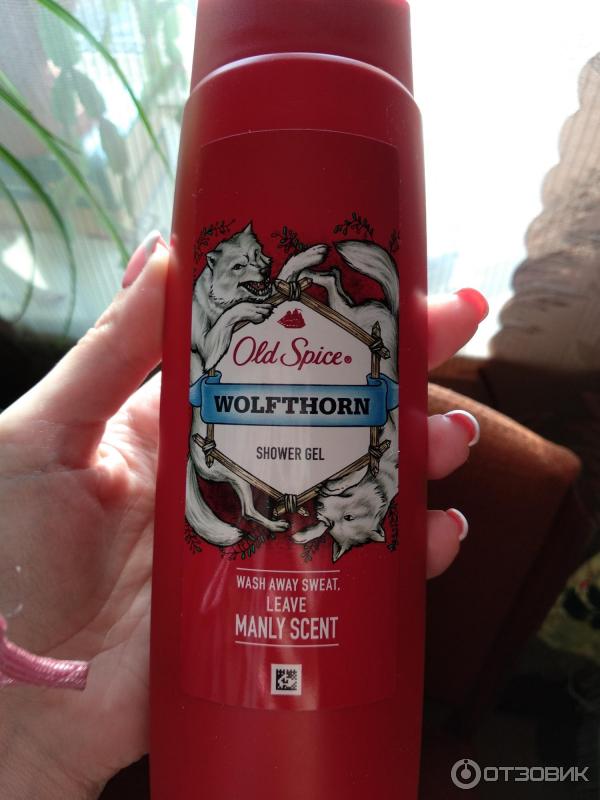 Old Spice®
WOLFTHORN
SHOWER GEL
WASH AWAY SWEAT,
LEAVE
MANLY SCENT
ОТЗОВИК